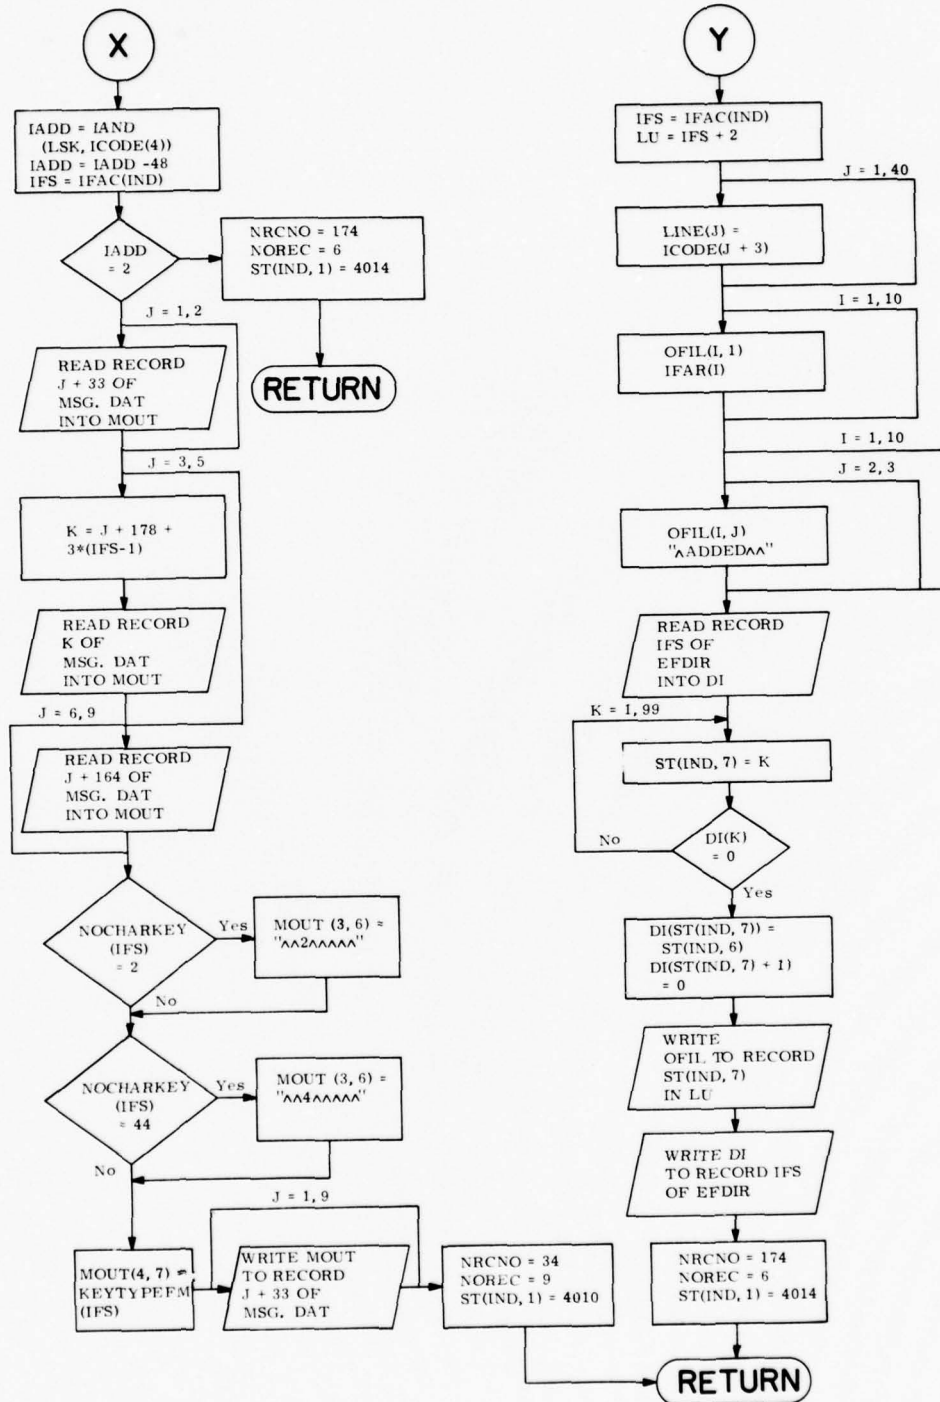 X
IADD = IAND
(LSK, ICODE(4))
IADD = IADD -48
IFS = IFAC(IND)
IADD
= 2
NRCNO = 174
NOREC = 6
ST(IND, 1) = 4014
RETURN
J = 1, 2
READ RECORD
J + 33 OF
MSG. DAT
INTO MOUT
J = 3, 5
K = J + 178 +
3*(IFS-1)
READ RECORD
K OF
MSG. DAT
INTO MOUT
J = 6, 9
READ RECORD
J + 164 OF
MSG. DAT
INTO MOUT
NOCHARKEY
(IFS)
= 2
Yes
MOUT (3, 6) =
"^^2^^^^^"
No
NOCHARKEY
(IFS)
= 44
Yes
MOUT (3, 6) =
"^^4^^^^^"
No
MOUT(4, 7) =
KEYTYPEFM
(IFS)
J = 1, 9
WRITE MOUT
TO RECORD
J + 33 OF
MSG. DAT
NRCNO = 34
NOREC = 9
ST(IND, 1) = 4010
Y
IFS = IFAC(IND)
LU = IFS + 2
J = 1, 40
LINE(J) =
ICODE(J + 3)
I = 1, 10
OFIL(I, 1)
IFAR(I)
I = 1, 10
J = 2, 3
OFIL(I, J)
"^ADDED^^"
READ RECORD
IFS OF
EFDIR
INTO DI
K = 1, 99
ST(IND, 7) = K
DI(K)
= 0
No
Yes
DI(ST(IND, 7)) =
ST(IND, 6)
DI(ST(IND, 7) + 1)
= 0
WRITE
OFIL TO RECORD
ST(IND, 7)
IN LU
WRITE DI
TO RECORD IFS
OF EFDIR
NRCNO = 174
NOREC = 6
ST(IND, 1) = 4014
RETURN